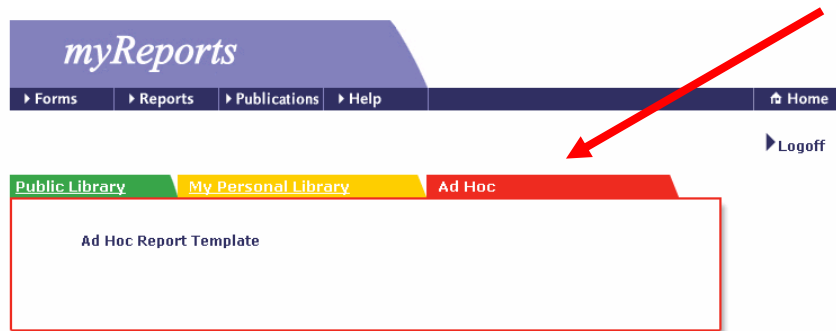 myReports
Forms Reports Publications Help Home
Logoff
Public Library My Personal Library Ad Hoc
Ad Hoc Report Template